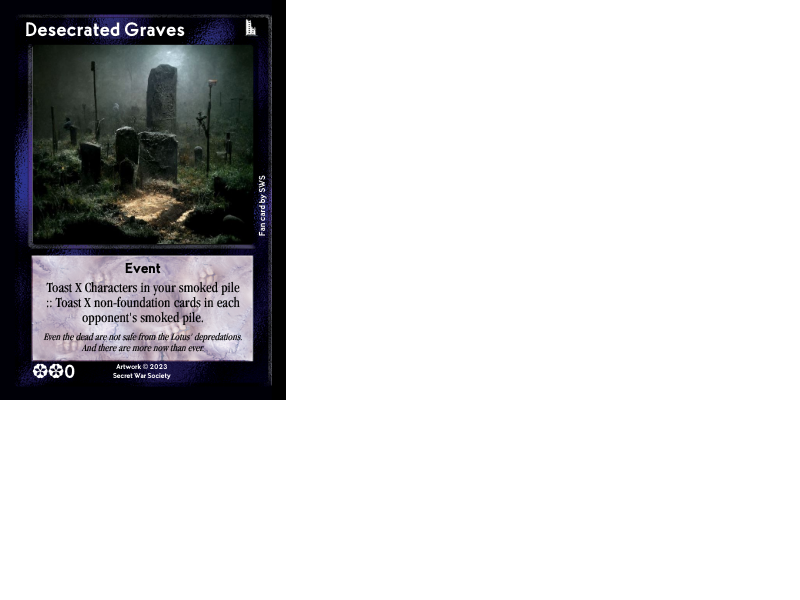 Desecrated Graves
Fan card by SWS
Event
Toast X Characters in your smoked pile
:: Toast X non-foundation cards in each
opponent's smoked pile.
Even the dead are not safe from the Lotus' depredations.
And there are more now than ever.
0
Artwork © 2023
Secret War Society